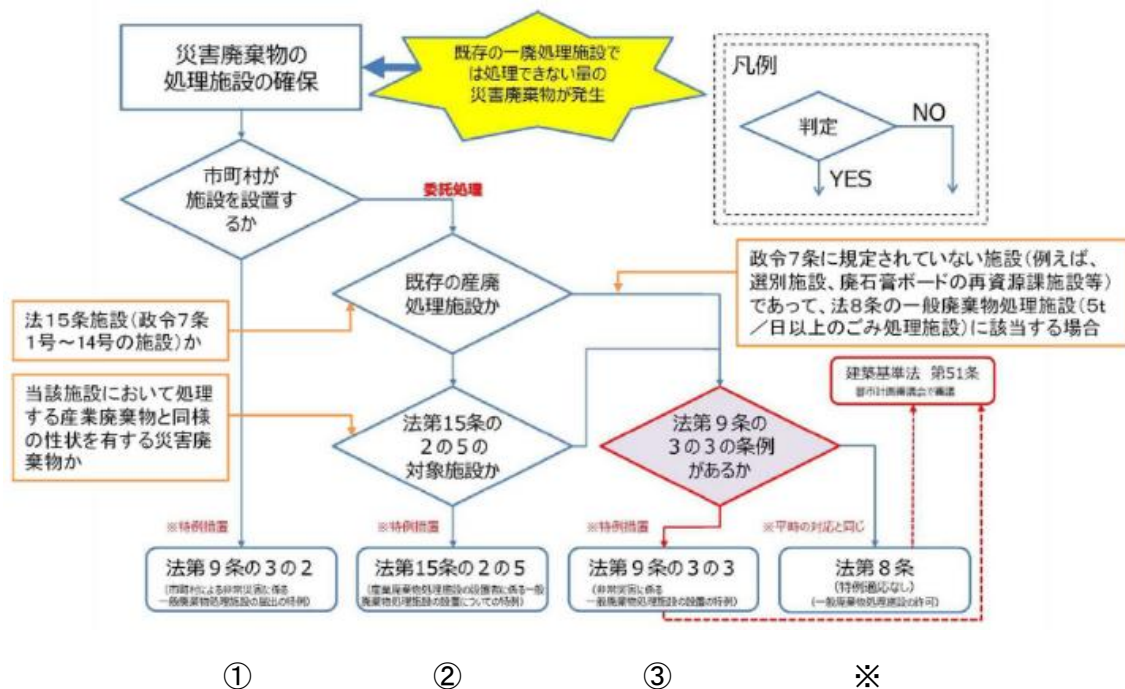 災害廃棄物の
処理施設の確保
既存の一廃処理施設で
は処理できない量の
災害廃棄物が発生
凡例
判定
NO
YES
市町村が
施設を設置す
るか
委託処理
既存の産廃
処理施設か
政令7条に規定されていない施設(例えば、
選別施設、廃石膏ボードの再資源課施設等)
であって、法8条の一般廃棄物処理施設(5t
/日以上のごみ処理施設)に該当する場合
法15条施設(政令7条
1号~14号の施設)か
当該施設において処理
する産業廃棄物と同様
の性状を有する災害廃
棄物か
法第15条の
2の5の
対象施設か
法第9条の
3の3の条例
があるか
建築基準法 第51条
都市計画審議会で審議
※特例措置
※特例措置
※特例措置
※平時の対応と同じ
法第9条の3の2
(市町村による非常災害に係る
一般廃棄物処理施設の届出の特例)
法第15条の2の5
(産業廃棄物処理施設の設置者に係る一般
廃棄物処理施設の設置についての特例)
法第9条の3の3
(非常災害に係る
一般廃棄物処理施設の設置の特例)
法第8条
(特例適応なし)
(一般廃棄物処理施設の許可)
① ② ③ ※